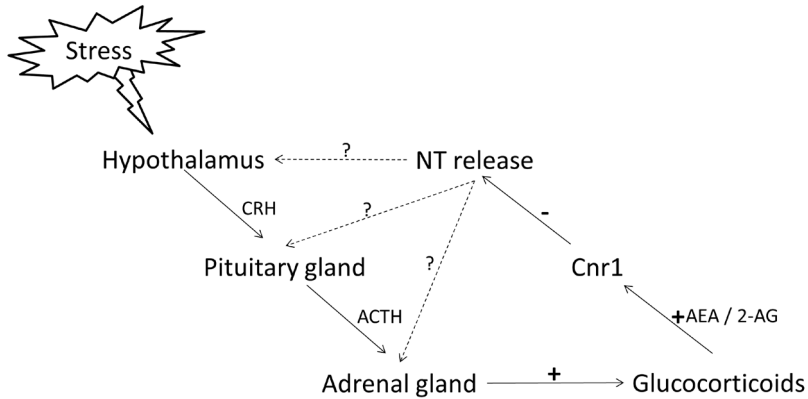 Stress
Hypothalamus
?
NT release
CRH
?
-
Pituitary gland
?
Cnr1
ACTH
+AEA / 2-AG
Adrenal gland
+
Glucocorticoids